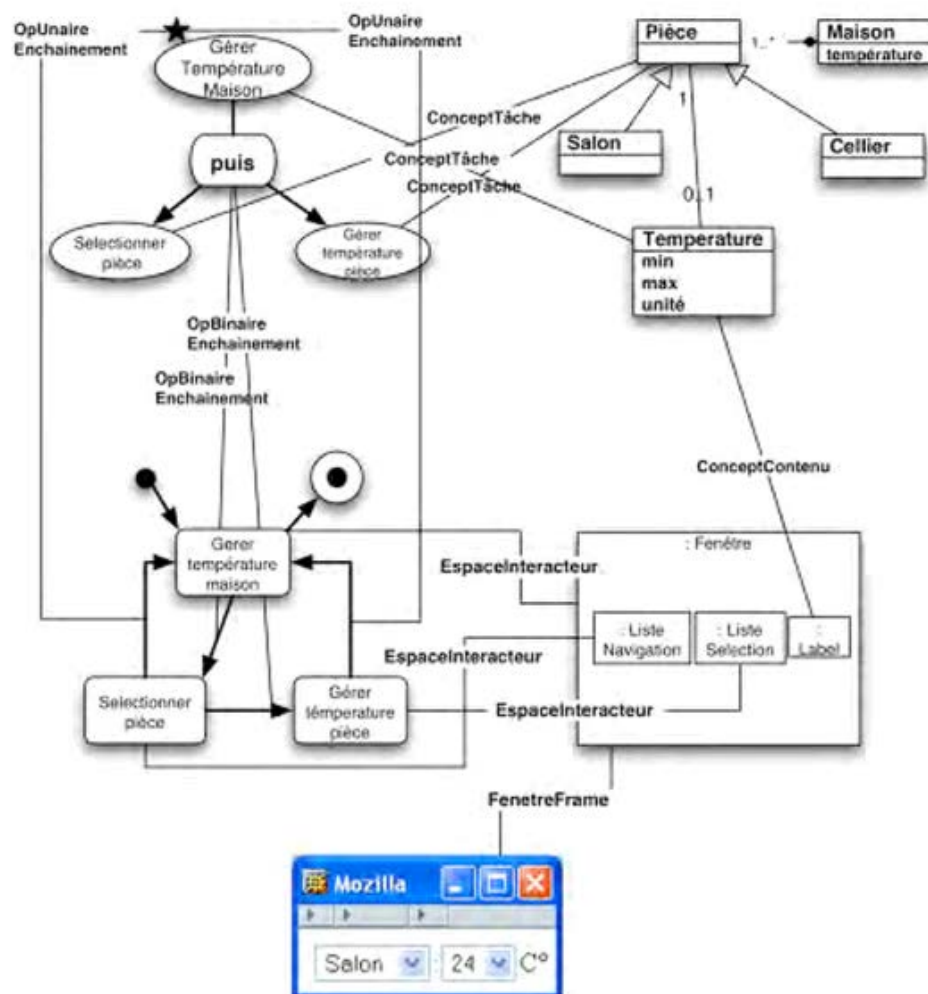 OpUnaire
Enchainement
OpUnaire
Enchainement
Gérer
Température
Maison
puis
Selectionner
pièce
Gérer
température
pièce
ConceptTâche
ConceptTâche
ConceptTâche
Pièce
1..*
Maison
température
Salon
Cellier
1
0..1
Temperature
min
max
unité
OpBinaire
Enchainement
OpBinaire
Enchainement
ConceptContenu
Gerer
température
maison
Selectionner
pièce
Gérer
témperature
pièce
EspaceInteracteur
EspaceInteracteur
EspaceInteracteur
: Fenêtre
: Liste
Navigation
: Liste
Selection
:
Label
FenetreFrame
Mozilla
Salon : 24 C°